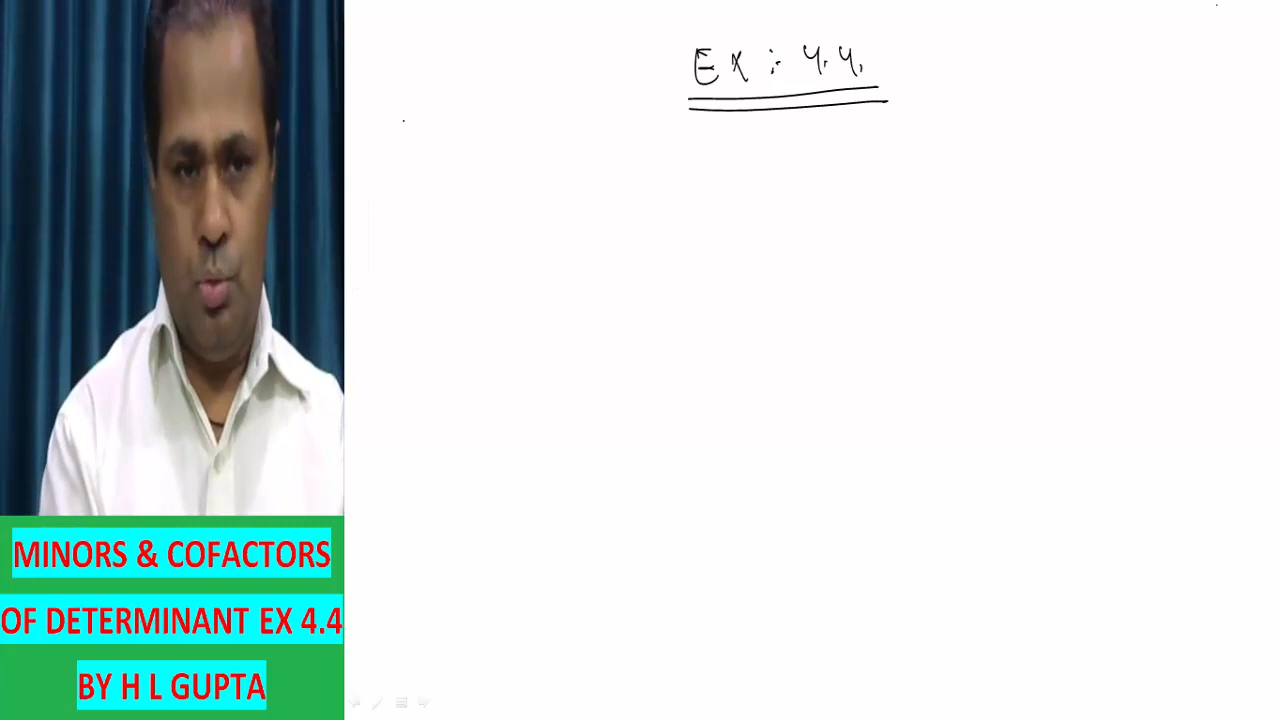 Ex :- 4.4.
MINORS & COFACTORS
OF DETERMINANT EX 4.4
BY H L GUPTA